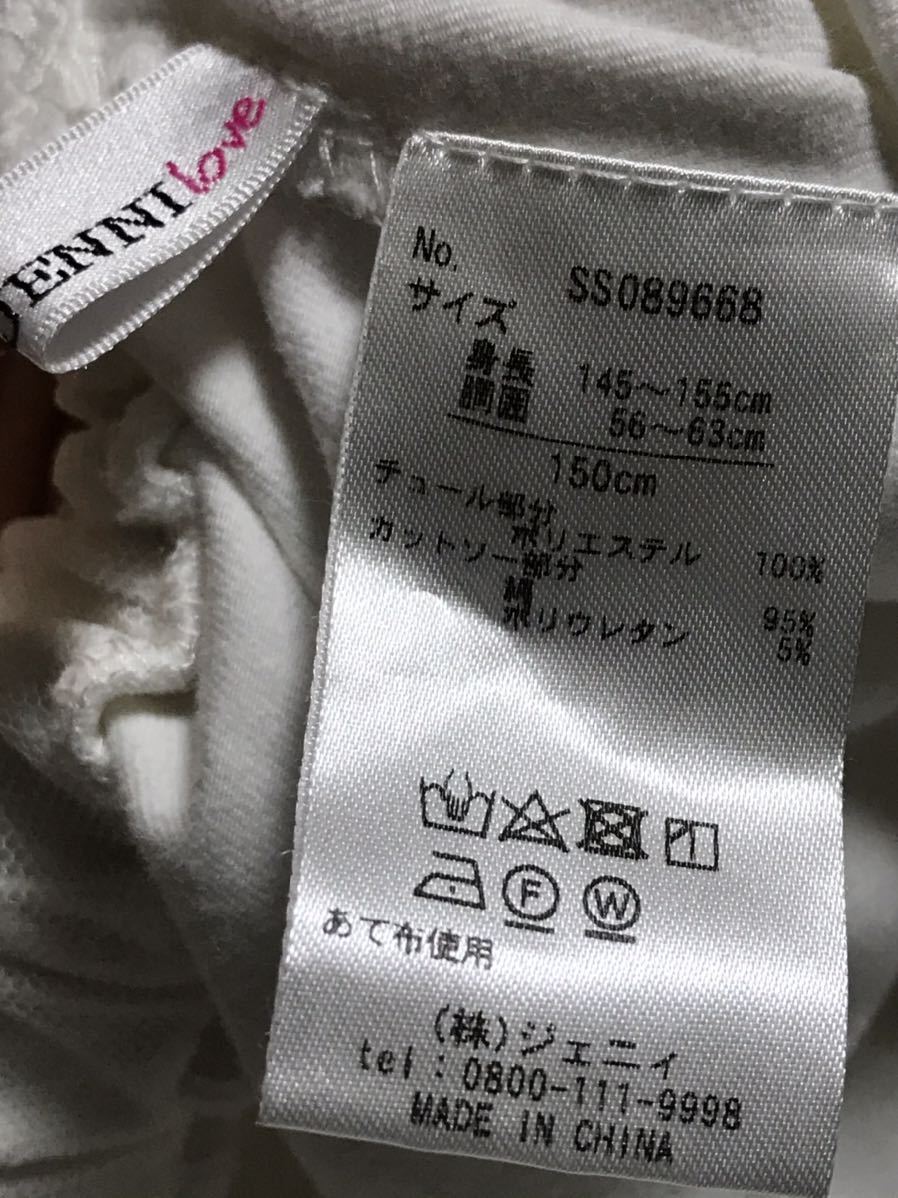 JENNI love
No. SS089668
サイズ
身長 145～155cm
胴囲 56～63cm
150cm
チュール部分
ポリエステル 100%
カットソー部分
綿 95%
ポリウレタン 5%
F W
あて布使用
(株)ジェニィ
tel:0800-111-9998
MADE IN CHINA